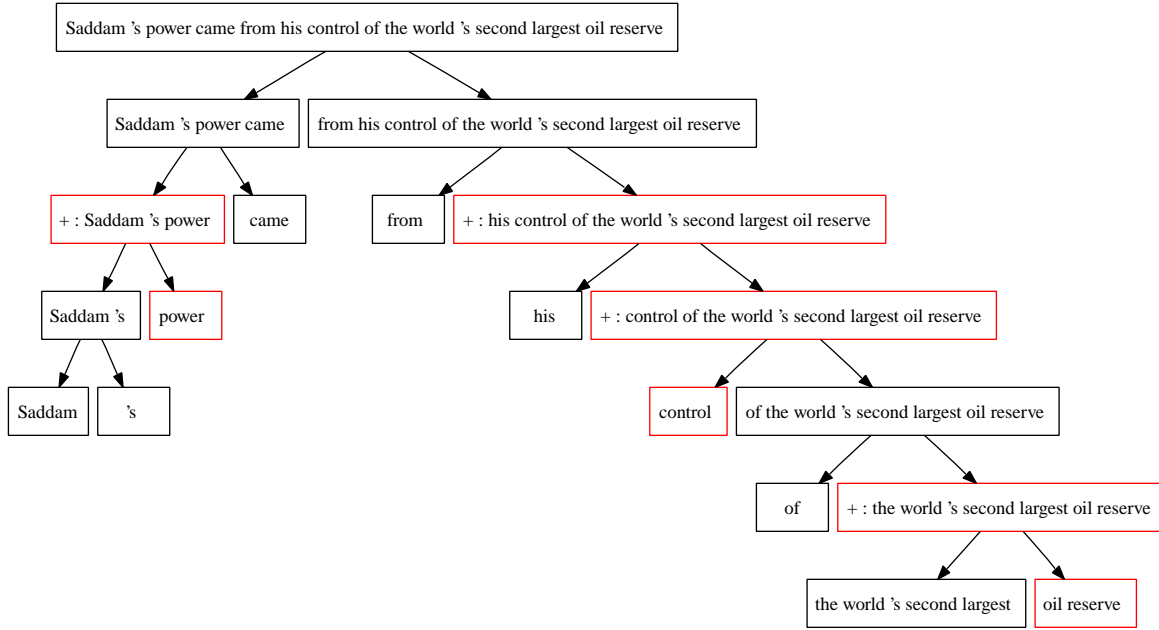 Saddam 's power came from his control of the world 's second largest oil reserve
Saddam 's power came
from his control of the world 's second largest oil reserve
+ : Saddam 's power
came
from
+ : his control of the world 's second largest oil reserve
Saddam 's
power
his
+ : control of the world 's second largest oil reserve
Saddam
's
control
of the world 's second largest oil reserve
of
+ : the world 's second largest oil reserve
the world 's second largest
oil reserve